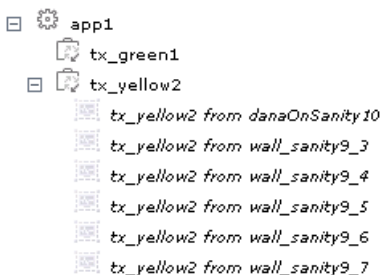 app1
tx_green1
tx_yellow2
tx_yellow2 from danaOnSanity10
tx_yellow2 from wall_sanity9_3
tx_yellow2 from wall_sanity9_4
tx_yellow2 from wall_sanity9_5
tx_yellow2 from wall_sanity9_6
tx_yellow2 from wall_sanity9_7